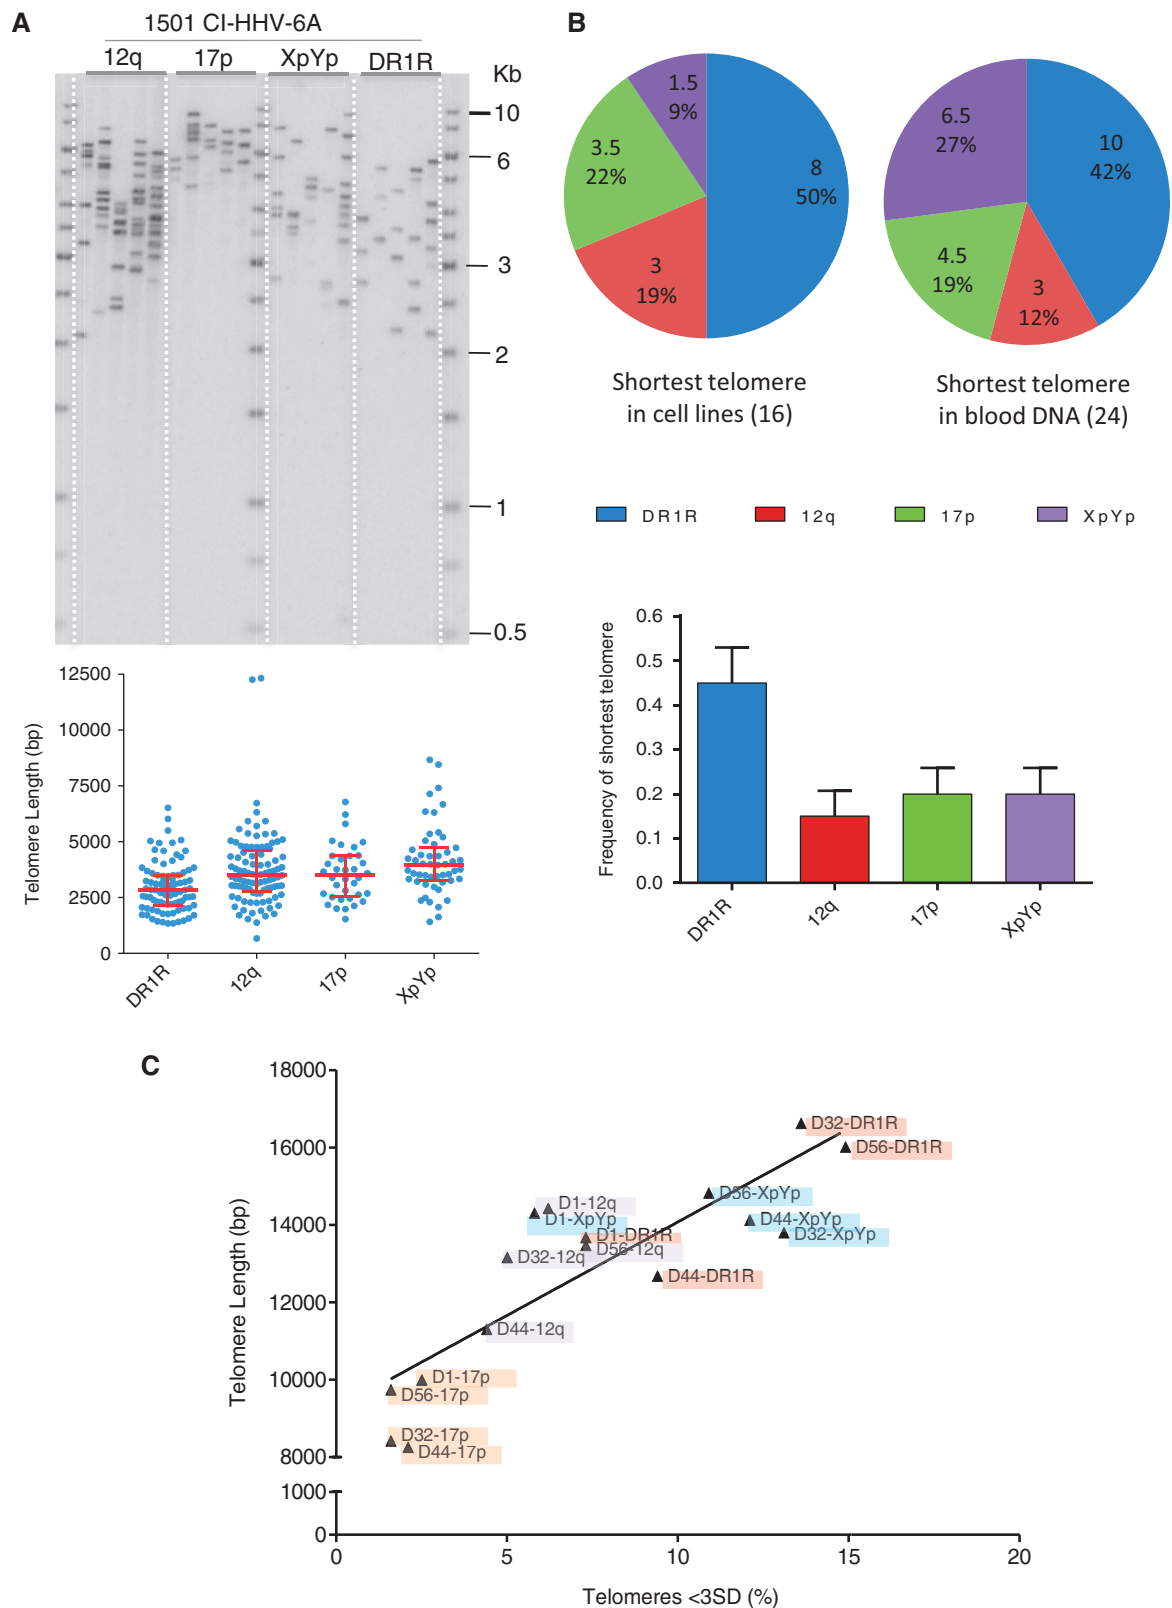 A
1501 CI-HHV-6A
12q 17p XpYp DR1R
Kb
10
6
3
2
1
0.5
12500
10000
7500
5000
2500
0
Telomere Length (bp)
DR1R 12q 17p XpYp
B
1.5
9%
3.5
22%
8
50%
3
19%
Shortest telomere
in cell lines (16)
6.5
27%
10
42%
4.5
19%
3
12%
Shortest telomere
in blood DNA (24)
DR1R 12q 17p XpYp
0.6
0.5
0.4
0.3
0.2
0.1
0.0
Frequency of shortest telomere
DR1R 12q 17p XpYp
C
18000
16000
14000
12000
10000
8000
1000
0
Telomere Length (bp)
D32-DR1R
D56-DR1R
D56-XpYp
D1-12q
D1-XpYp
D44-XpYp
D32-XpYp
D1-DR1R
D56-12q
D32-12q
D44-DR1R
D44-12q
D1-17p
D56-17p
D32-17p
D44-17p
0 5 10 15 20
Telomeres <3SD (%)